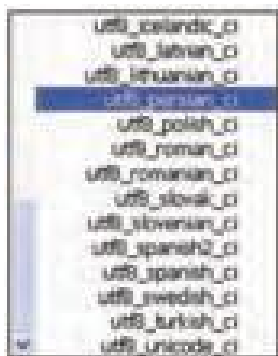 utf8_icelandic_ci
utf8_latvian_ci
utf8_lithuanian_ci
utf8_persian_ci
utf8_polish_ci
utf8_roman_ci
utf8_romanian_ci
utf8_slovak_ci
utf8_slovenian_ci
utf8_spanish2_ci
utf8_spanish_ci
utf8_swedish_ci
utf8_turkish_ci
utf8_unicode_ci